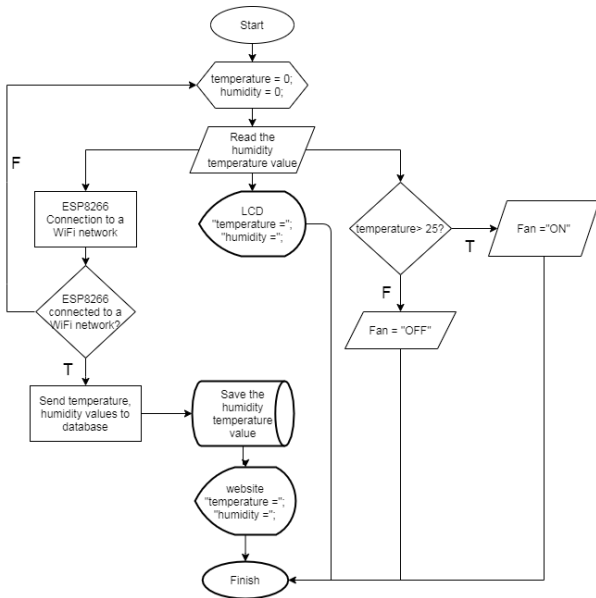 Start
temperature = 0;
humidity = 0;
F
Read the
humidity
temperature value
ESP8266
Connection to a
WiFi network
LCD
"temperature =";
"humidity =";
temperature> 25?
T
Fan ="ON"
F
Fan = "OFF"
ESP8266
connected to a
WiFi network?
T
Send temperature,
humidity values to
database
Save the
humidity
temperature
value
website
"temperature =";
"humidity =";
Finish